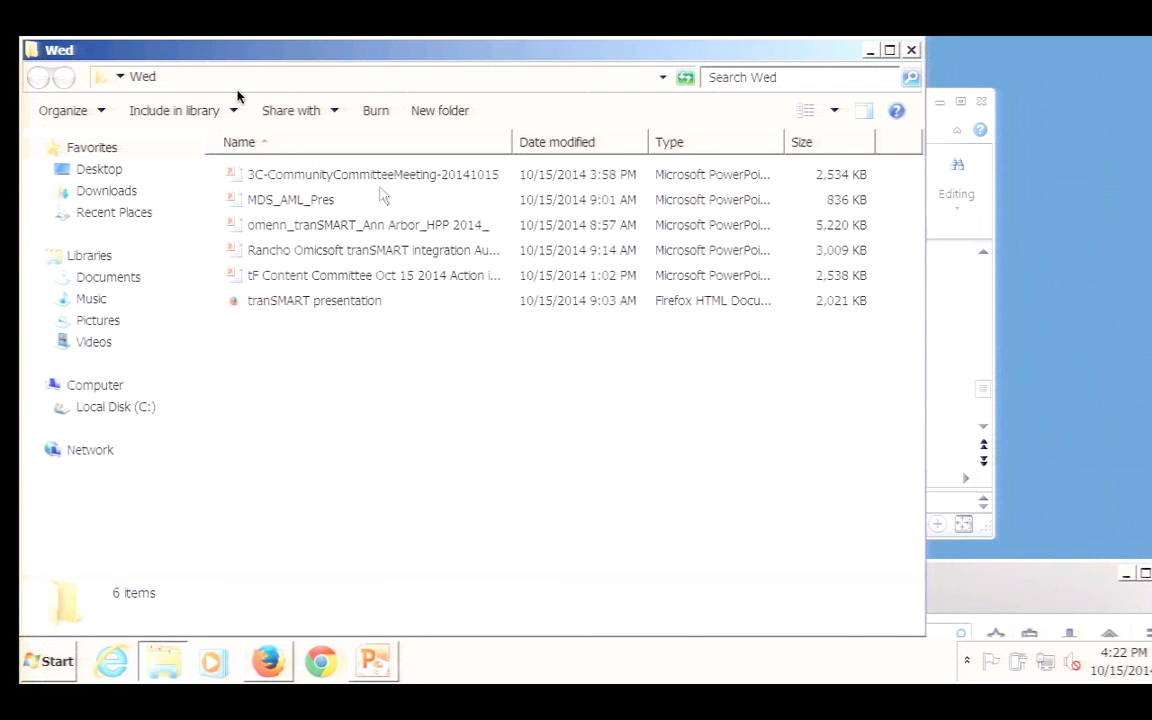 Wed
Wed
Search Wed
Organize Include in library Share with Burn New folder
Name Date modified Type Size
Favorites
Desktop
Downloads
Recent Places
Libraries
Documents
Music
Pictures
Videos
Computer
Local Disk (C:)
Network
3C-CommunityCommitteeMeeting-20141015 10/15/2014 3:58 PM Microsoft PowerPoi... 2,534 KB
MDS_AML_Pres 10/15/2014 9:01 AM Microsoft PowerPoi... 836 KB
omenn_tranSMART_Ann Arbor_HPP 2014_ 10/15/2014 8:57 AM Microsoft PowerPoi... 5,220 KB
Rancho Omicsoft tranSMART integration Au... 10/15/2014 9:14 AM Microsoft PowerPoi... 3,009 KB
tF Content Committee Oct 15 2014 Action i... 10/15/2014 1:02 PM Microsoft PowerPoi... 2,538 KB
tranSMART presentation 10/15/2014 9:03 AM Firefox HTML Docu... 2,021 KB
Editing
6 items
Start
4:22 PM
10/15/2014